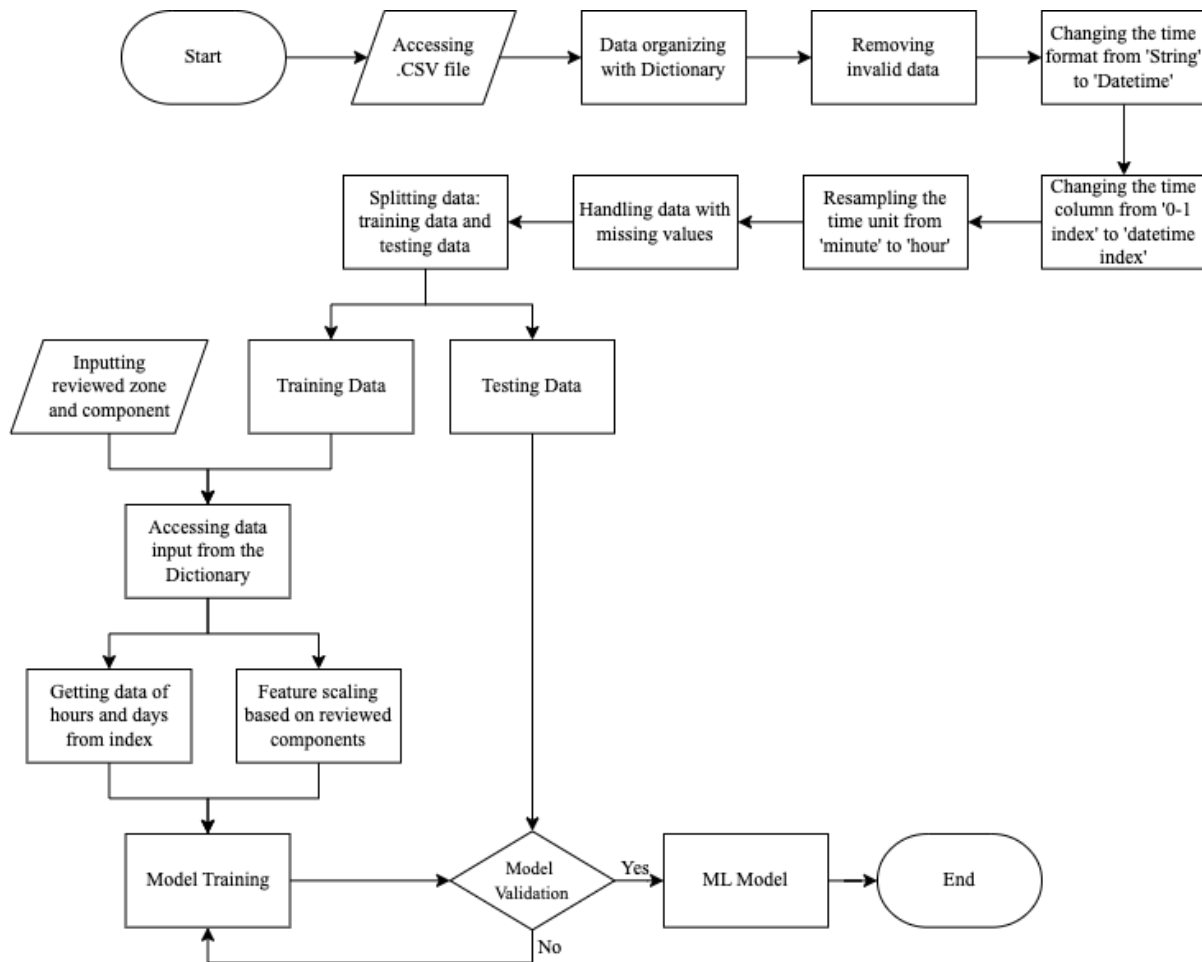 Start
Accessing
.CSV file
Data organizing
with Dictionary
Removing
invalid data
Changing the time
format from 'String'
to 'Datetime'
Splitting data:
training data and
testing data
Handling data with
missing values
Resampling the
time unit from
'minute' to 'hour'
Changing the time
column from '0-1
index' to 'datetime
index'
Inputting
reviewed zone
and component
Training Data
Testing Data
Accessing data
input from the
Dictionary
Getting data of
hours and days
from index
Feature scaling
based on reviewed
components
Model Training
Model
Validation
Yes
No
ML Model
End